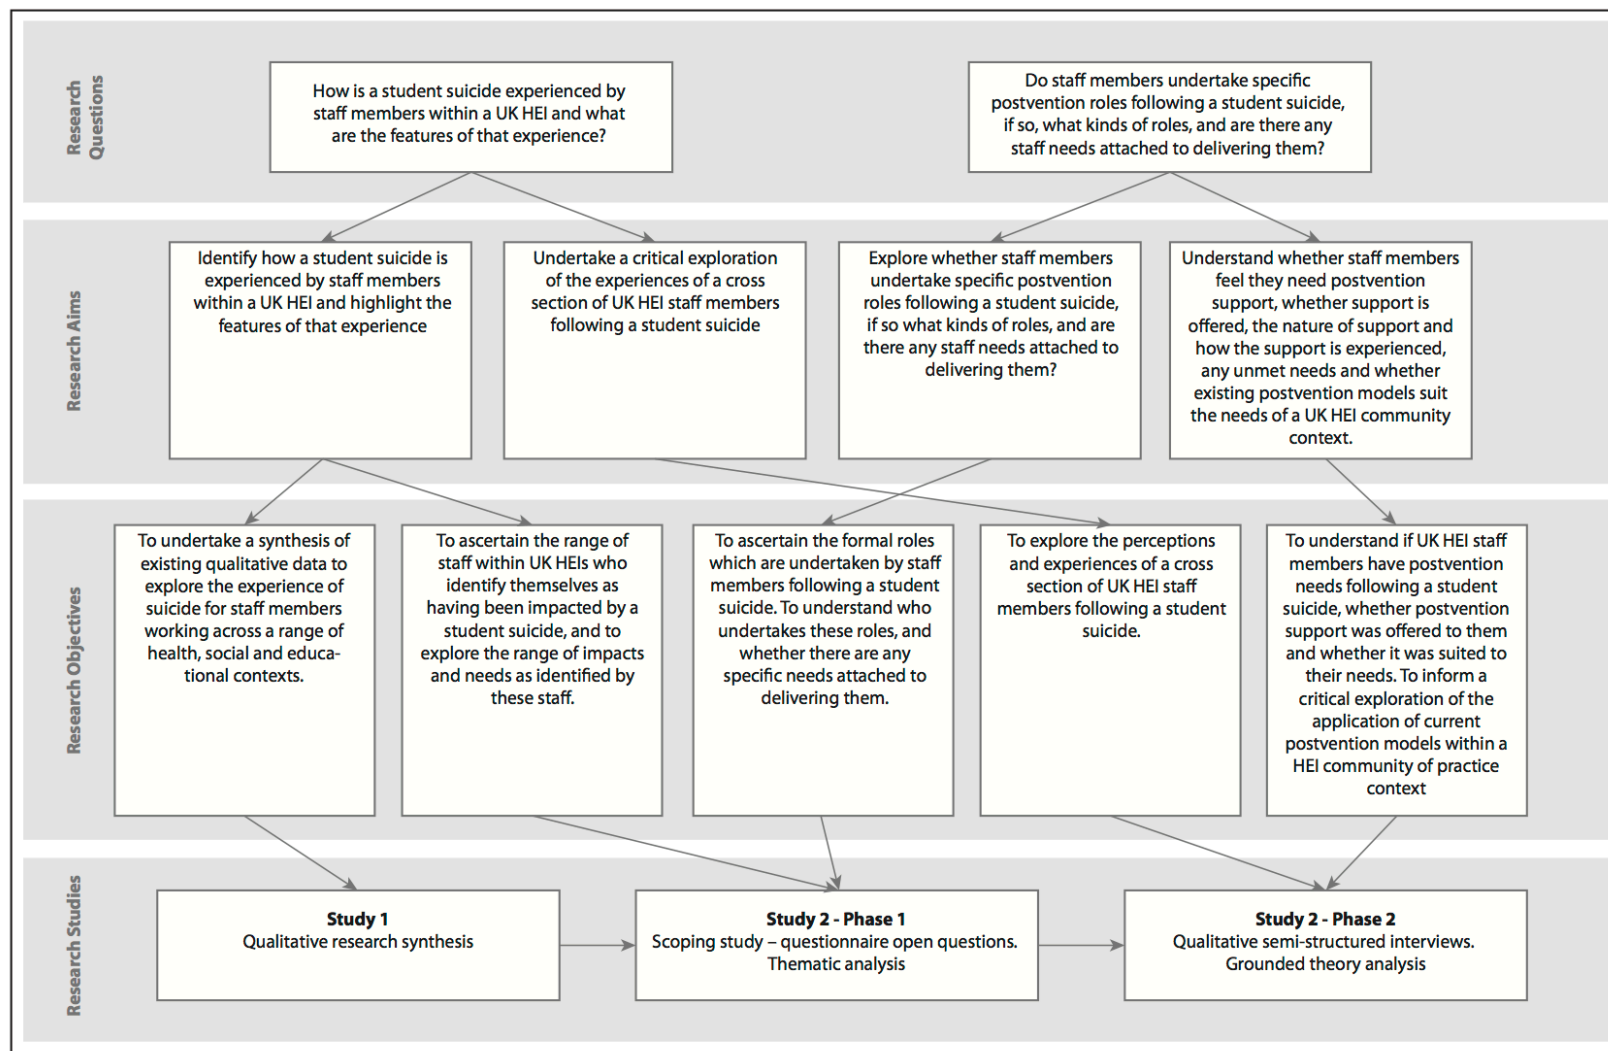 Research
Questions
How is a student suicide experienced by
staff members within a UK HEI and what
are the features of that experience?
Do staff members undertake specific
postvention roles following a student suicide,
if so, what kinds of roles, and are there any
staff needs attached to delivering them?
Research Aims
Identify how a student suicide is
experienced by staff members
within a UK HEI and highlight the
features of that experience
Undertake a critical exploration
of the experiences of a cross
section of UK HEI staff members
following a student suicide
Explore whether staff members
undertake specific postvention
roles following a student suicide,
if so what kinds of roles, and are
there any staff needs attached to
delivering them?
Understand whether staff members
feel they need postvention
support, whether support is
offered, the nature of support and
how the support is experienced,
any unmet needs and whether
existing postvention models suit
the needs of a UK HEI community
context.
Research Objectives
To undertake a synthesis of
existing qualitative data to
explore the experience of
suicide for staff members
working across a range of
health, social and educa-
tional contexts.
To ascertain the range of
staff within UK HEIs who
identify themselves as
having been impacted by a
student suicide, and to
explore the range of impacts
and needs as identified by
these staff.
To ascertain the formal roles
which are undertaken by staff
members following a student
suicide. To understand who
undertakes these roles, and
whether there are any
specific needs attached to
delivering them.
To explore the perceptions
and experiences of a cross
section of UK HEI staff
members following a student
suicide.
To understand if UK HEI staff
members have postvention
needs following a student
suicide, whether postvention
support was offered to them
and whether it was suited to
their needs. To inform a
critical exploration of the
application of current
postvention models within a
HEI community of practice
context
Research Studies
Study 1
Qualitative research synthesis
Study 2 - Phase 1
Scoping study – questionnaire open questions.
Thematic analysis
Study 2 - Phase 2
Qualitative semi-structured interviews.
Grounded theory analysis